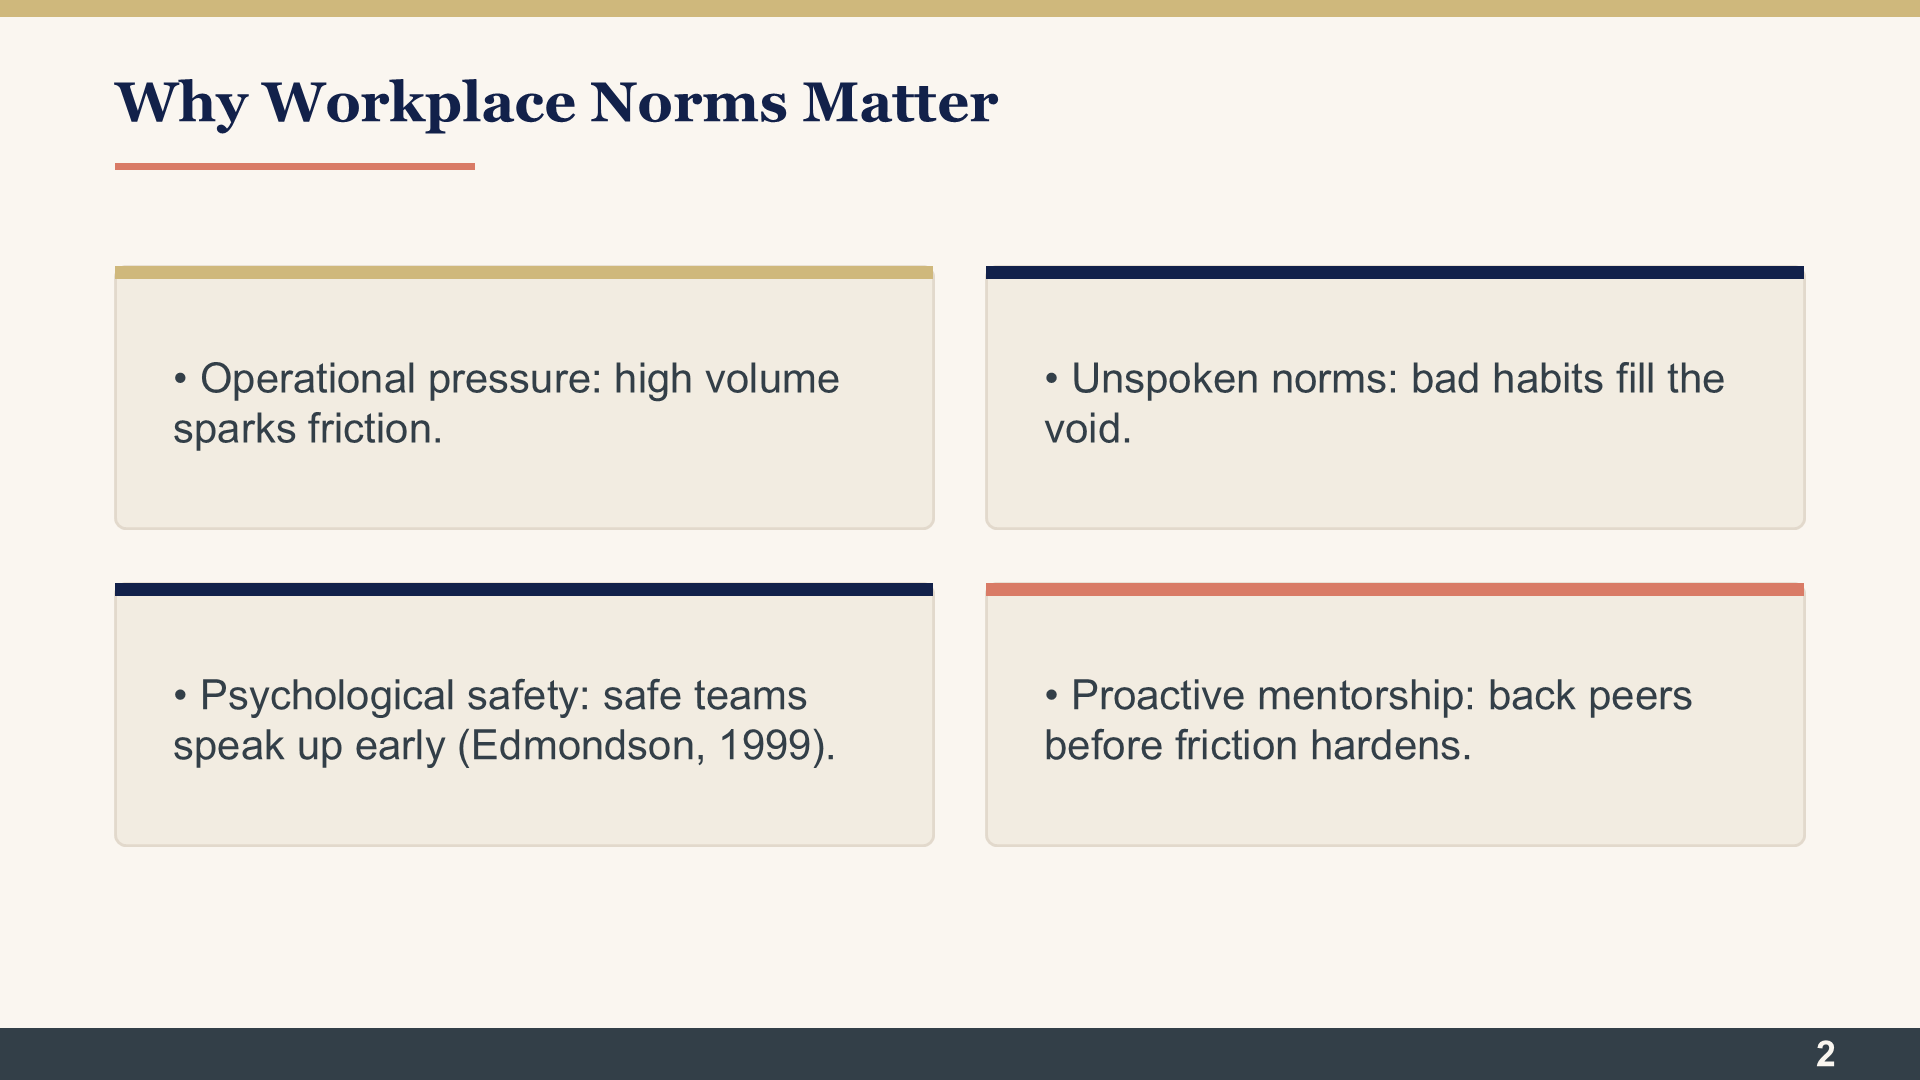 Why Workplace Norms Matter
• Operational pressure: high volume
sparks friction.
• Unspoken norms: bad habits fill the
void.
• Psychological safety: safe teams
speak up early (Edmondson, 1999).
• Proactive mentorship: back peers
before friction hardens.
2